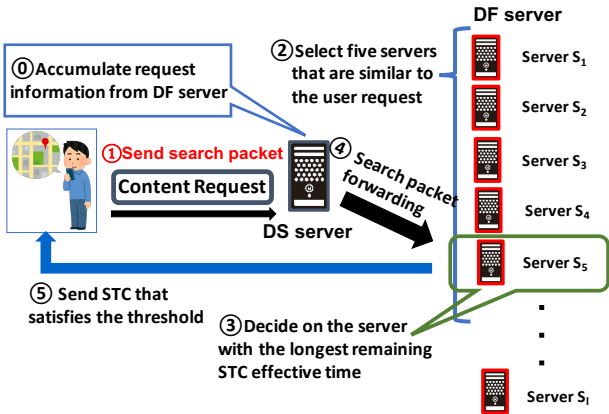 DF server
⓪Accumulate request
information from DF server
②Select five servers
that are similar to
the user request
Server S1
Server S2
Server S3
Server S4
Server S5
Server Sl
①Send search packet
Content Request
④ Search packet
forwarding
DS server
⑤ Send STC that
satisfies the threshold
③Decide on the server
with the longest remaining
STC effective time